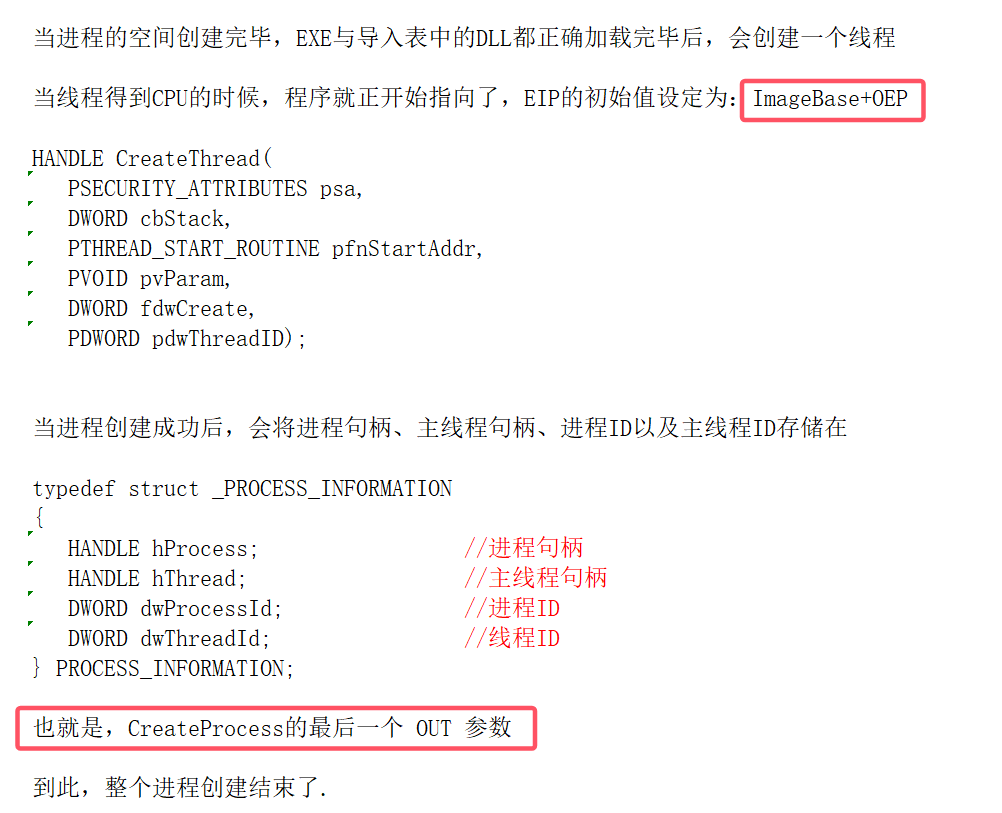 当进程的空间创建完毕，EXE与导入表中的DLL都正确加载完毕后，会创建一个线程
当线程得到CPU的时候，程序就正开始指向了，EIP的初始值设定为：ImageBase+OEP
HANDLE CreateThread(
PSECURITY_ATTRIBUTES psa,
DWORD cbStack,
PTHREAD_START_ROUTINE pfnStartAddr,
PVOID pvParam,
DWORD fdwCreate,
PDWORD pdwThreadID);
当进程创建成功后，会将进程句柄、主线程句柄、进程ID以及主线程ID存储在
typedef struct _PROCESS_INFORMATION
{
HANDLE hProcess; //进程句柄
HANDLE hThread; //主线程句柄
DWORD dwProcessId; //进程ID
DWORD dwThreadId; //线程ID
} PROCESS_INFORMATION;
也就是，CreateProcess的最后一个 OUT 参数
到此，整个进程创建结束了.